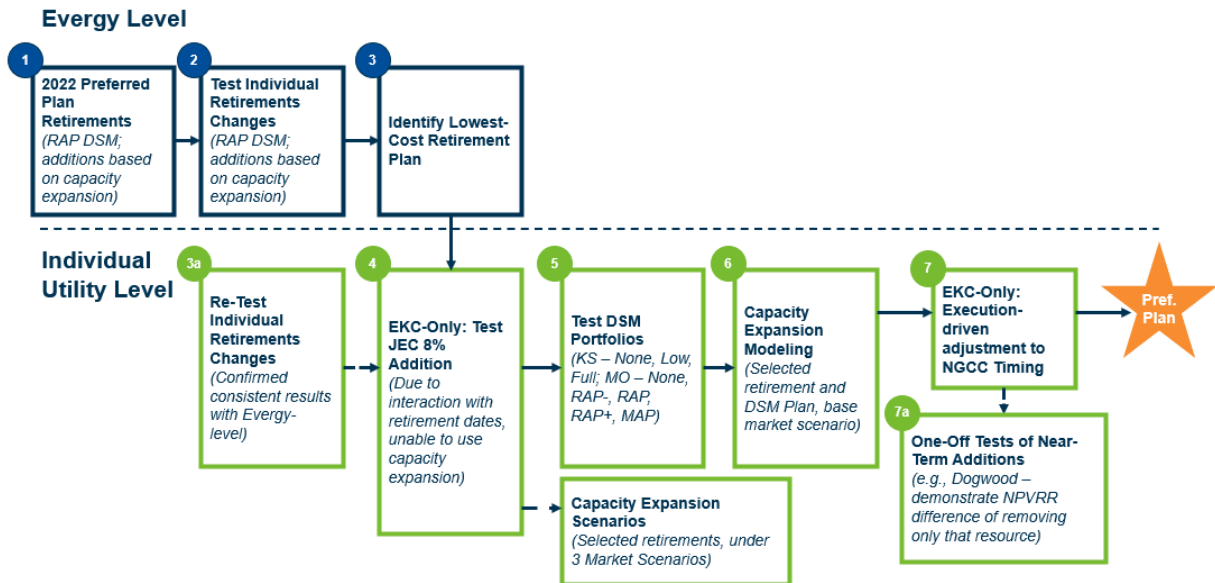 Evergy Level
1
2022 Preferred
Plan
Retirements
(RAP DSM;
additions based
on capacity
expansion)
2
Test Individual
Retirements
Changes
(RAP DSM;
additions based
on capacity
expansion)
3
Identify Lowest-
Cost Retirement
Plan
Individual
Utility Level
3a
Re-Test
Individual
Retirements
Changes
(Confirmed
consistent results
with Evergy-
level)
4
EKC-Only: Test
JEC 8%
Addition
(Due to
interaction with
retirement dates,
unable to use
capacity
expansion)
5
Test DSM
Portfolios
(KS – None, Low,
Full; MO – None,
RAP-, RAP,
RAP+, MAP)
Capacity Expansion
Scenarios
(Selected retirements, under
3 Market Scenarios)
6
Capacity
Expansion
Modeling
(Selected
retirement and
DSM Plan, base
market scenario)
7
EKC-Only:
Execution-
driven
adjustment to
NGCC Timing
7a
One-Off Tests of Near-
Term Additions
(e.g., Dogwood –
demonstrate NPVRR
difference of removing
only that resource)
Pref.
Plan